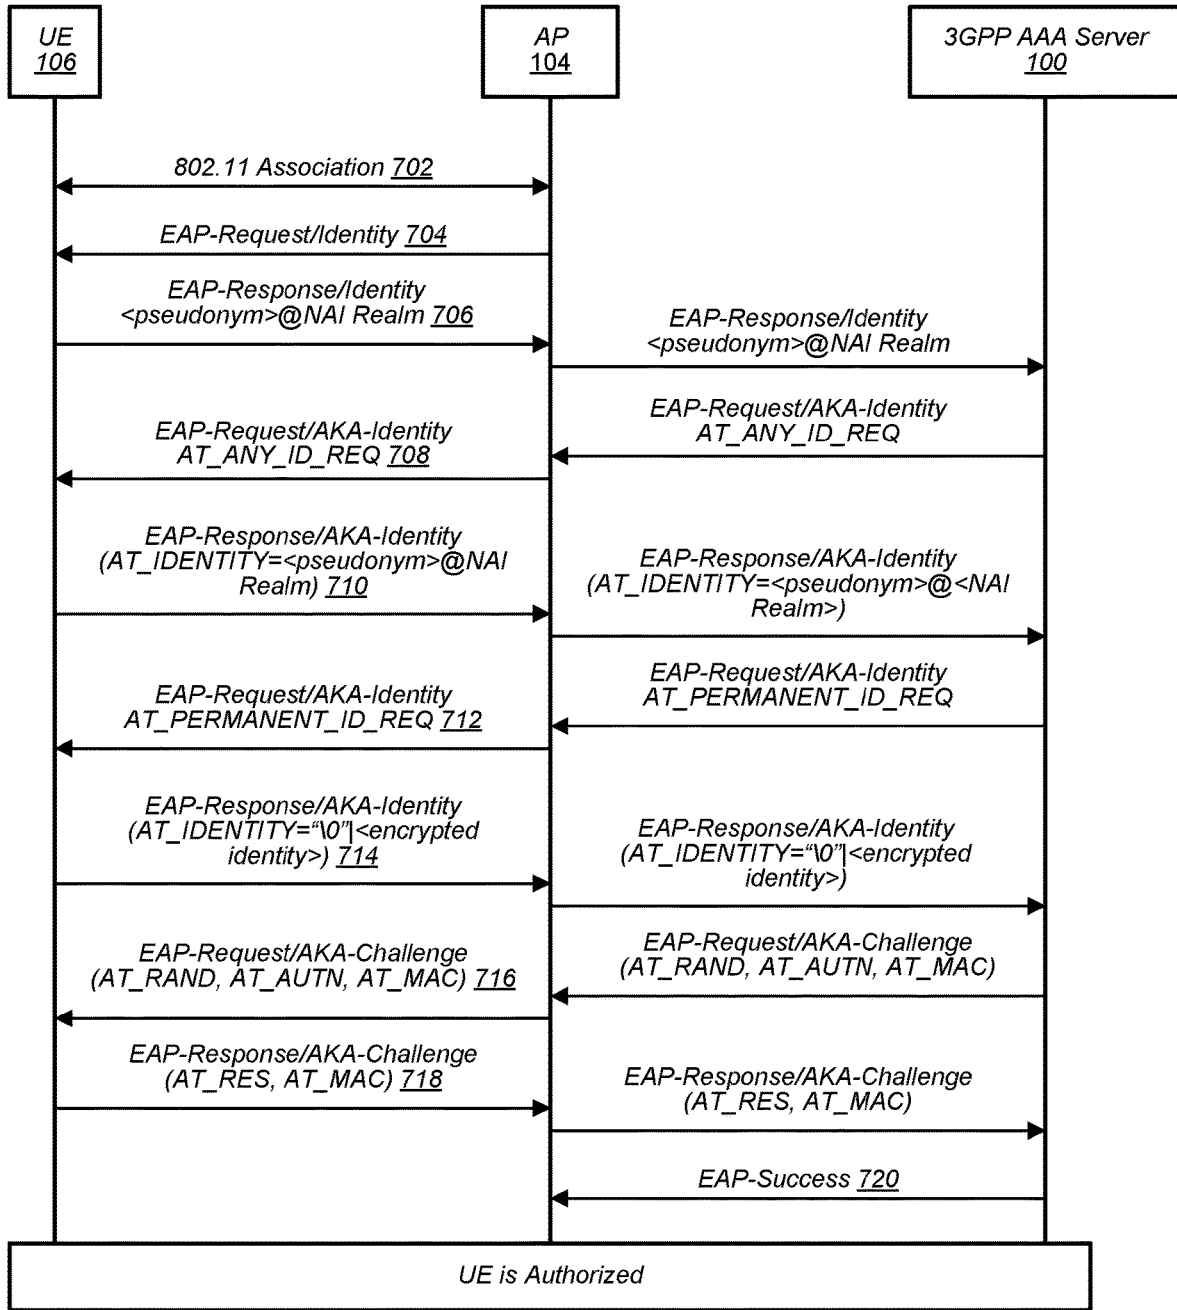 UE
106
AP
104
3GPP AAA Server
100
802.11 Association 702
EAP-Request/Identity 704
EAP-Response/Identity
<pseudonym>@NAI Realm 706
EAP-Response/Identity
<pseudonym>@NAI Realm
EAP-Request/AKA-Identity
AT_ANY_ID_REQ
EAP-Request/AKA-Identity
AT_ANY_ID_REQ 708
EAP-Response/AKA-Identity
(AT_IDENTITY=<pseudonym>@NAI
Realm) 710
EAP-Response/AKA-Identity
(AT_IDENTITY=<pseudonym>@<NAI
Realm>)
EAP-Request/AKA-Identity
AT_PERMANENT_ID_REQ
EAP-Request/AKA-Identity
AT_PERMANENT_ID_REQ 712
EAP-Response/AKA-Identity
(AT_IDENTITY=“\0”|<encrypted
identity>) 714
EAP-Response/AKA-Identity
(AT_IDENTITY=“\0”|<encrypted
identity>)
EAP-Request/AKA-Challenge
(AT_RAND, AT_AUTN, AT_MAC)
EAP-Request/AKA-Challenge
(AT_RAND, AT_AUTN, AT_MAC) 716
EAP-Response/AKA-Challenge
(AT_RES, AT_MAC) 718
EAP-Response/AKA-Challenge
(AT_RES, AT_MAC)
EAP-Success 720
UE is Authorized